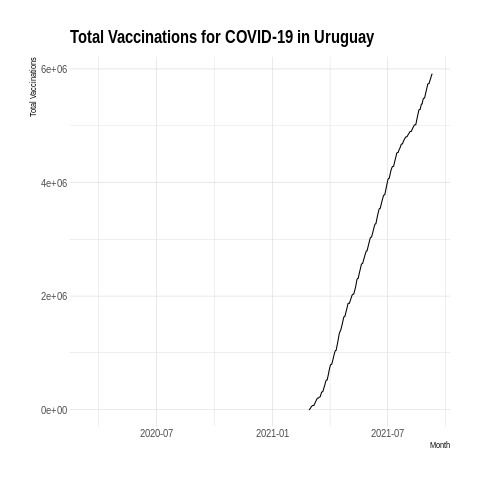 Total Vaccinations for COVID-19 in Uruguay
Total Vaccinations
6e+06
4e+06
2e+06
0e+00
2020-07 2021-01 2021-07
Month